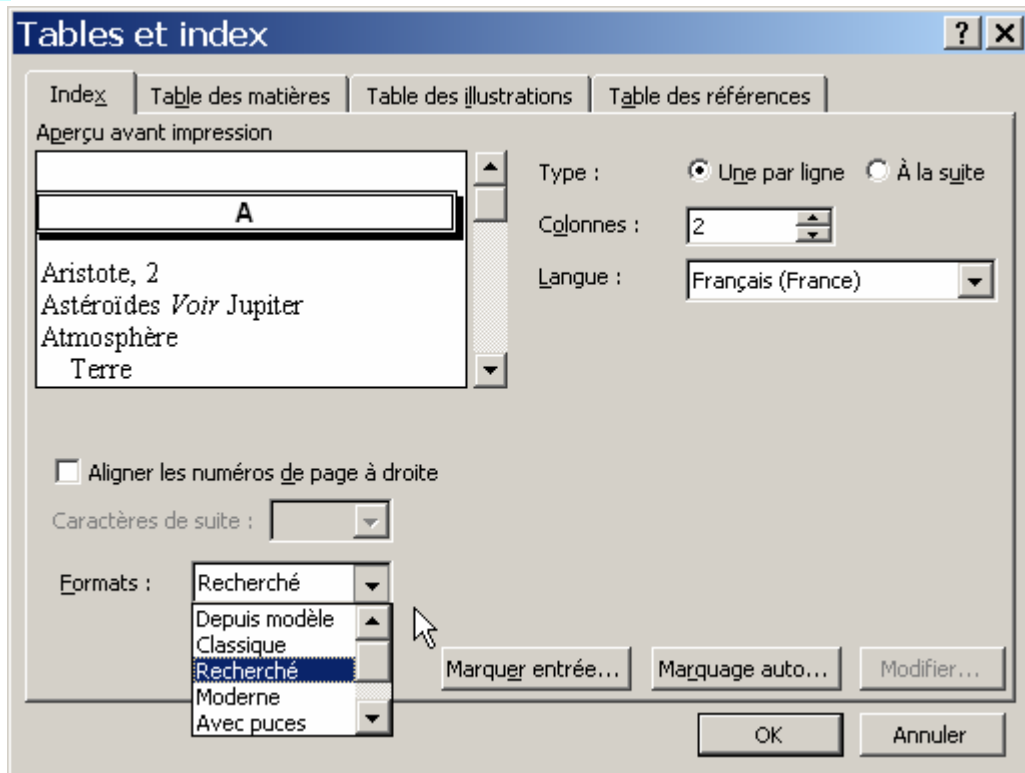 Tables et index
Index Table des matières Table des illustrations Table des références
Aperçu avant impression
A
Aristote, 2
Astéroïdes Voir Jupiter
Atmosphère
Terre
Type : Une par ligne À la suite
Colonnes : 2
Langue : Français (France)
Aligner les numéros de page à droite
Caractères de suite :
Formats : Recherché
Depuis modèle
Classique
Recherché
Moderne
Avec puces
Marquer entrée... Marquage auto... Modifier...
OK Annuler